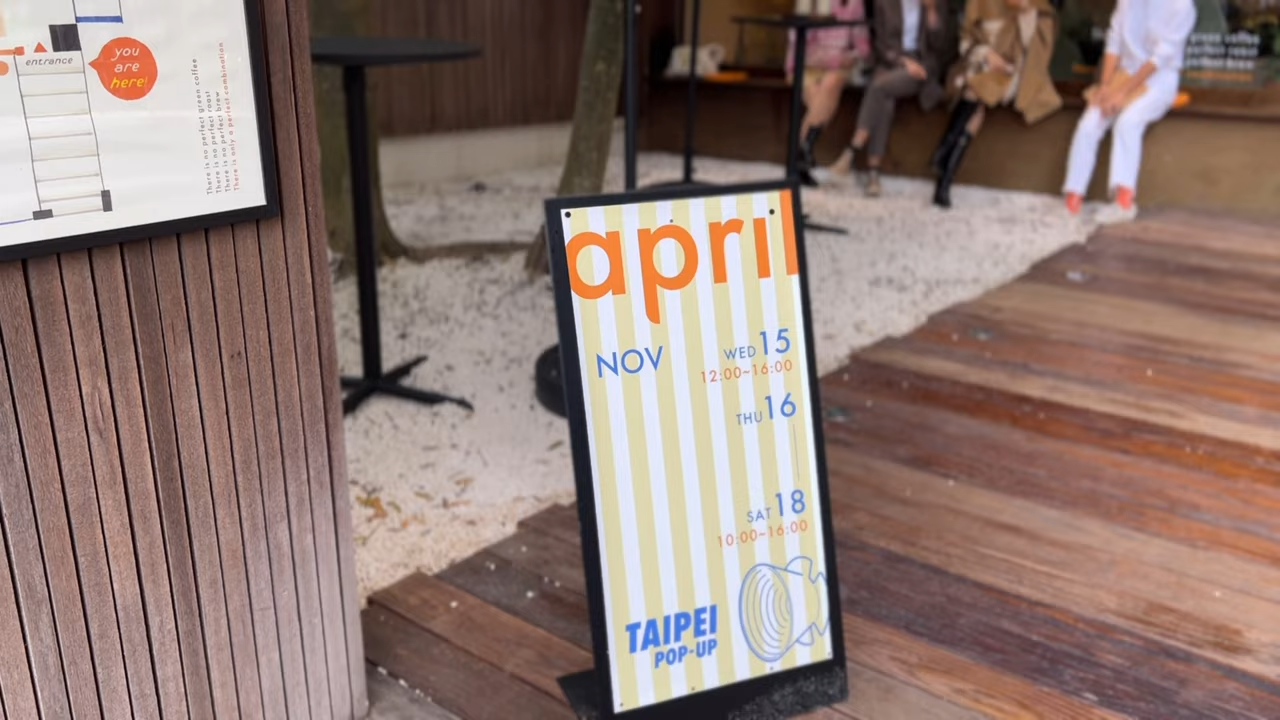 entrance
you
are
here!
There is no perfect green coffee
There is no perfect roast
There is no perfect brew
There is only a perfect combination
april
NOV
WED 15
12:00~16:00
THU 16
SAT 18
10:00~16:00
TAIPEI
POP-UP